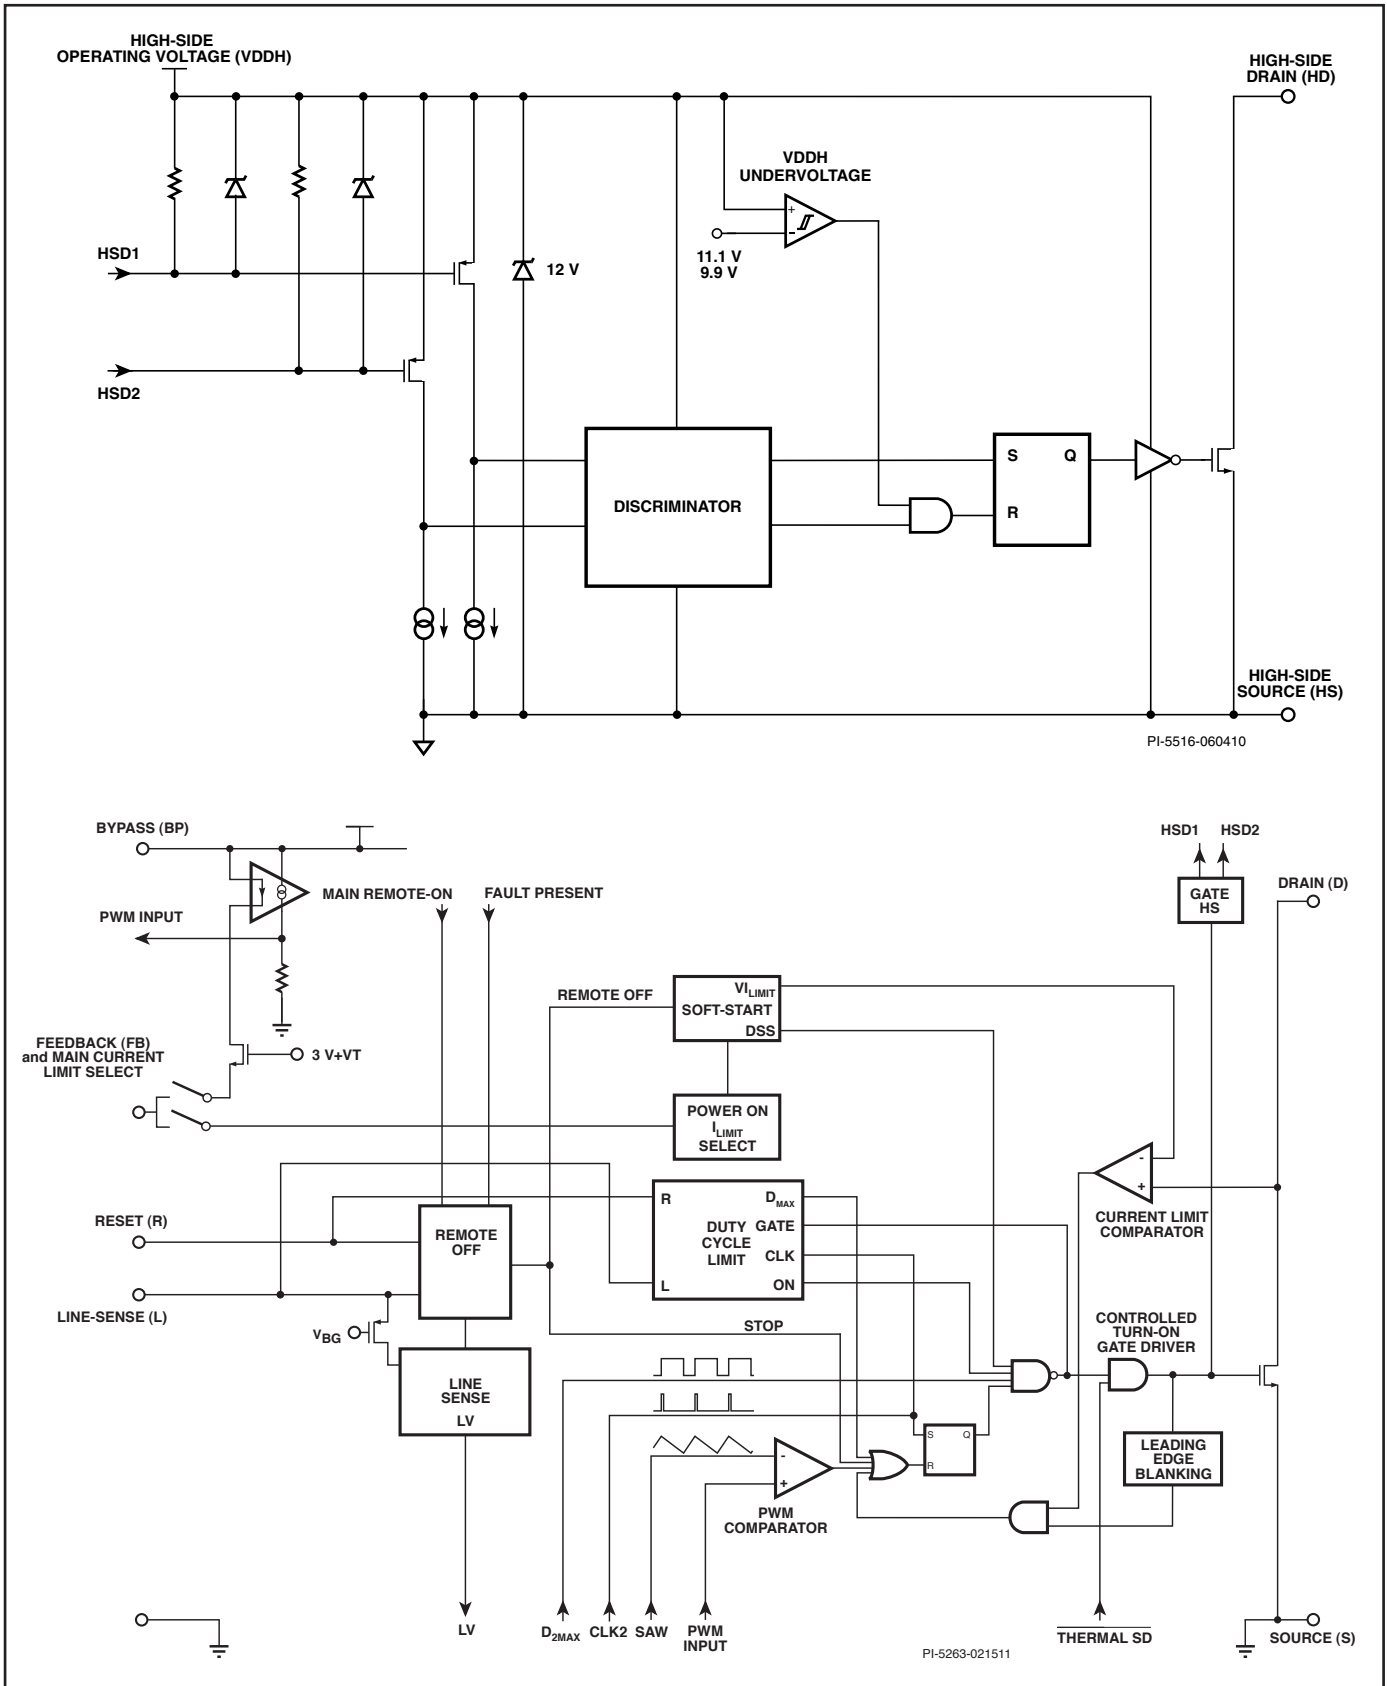 HIGH-SIDE
OPERATING VOLTAGE (VDDH)
HIGH-SIDE
DRAIN (HD)
VDDH
UNDERVOLTAGE
+
-
11.1 V
9.9 V
HSD1
12 V
HSD2
DISCRIMINATOR
S
Q
R
HIGH-SIDE
SOURCE (HS)
PI-5516-060410
BYPASS (BP)
HSD1
HSD2
MAIN REMOTE-ON
FAULT PRESENT
GATE
HS
DRAIN (D)
PWM INPUT
REMOTE OFF
VILIMIT
SOFT-START
DSS
FEEDBACK (FB)
and MAIN CURRENT
LIMIT SELECT
3 V+VT
POWER ON
ILIMIT
SELECT
-
+
CURRENT LIMIT
COMPARATOR
RESET (R)
REMOTE
OFF
R
DMAX
DUTY
CYCLE
LIMIT
GATE
CLK
L
ON
LINE-SENSE (L)
VBG
STOP
CONTROLLED
TURN-ON
GATE DRIVER
LINE
SENSE
LV
S
Q
R
LEADING
EDGE
BLANKING
-
+
PWM
COMPARATOR
LV
D2MAX
CLK2
SAW
PWM
INPUT
THERMAL SD
SOURCE (S)
PI-5263-021511